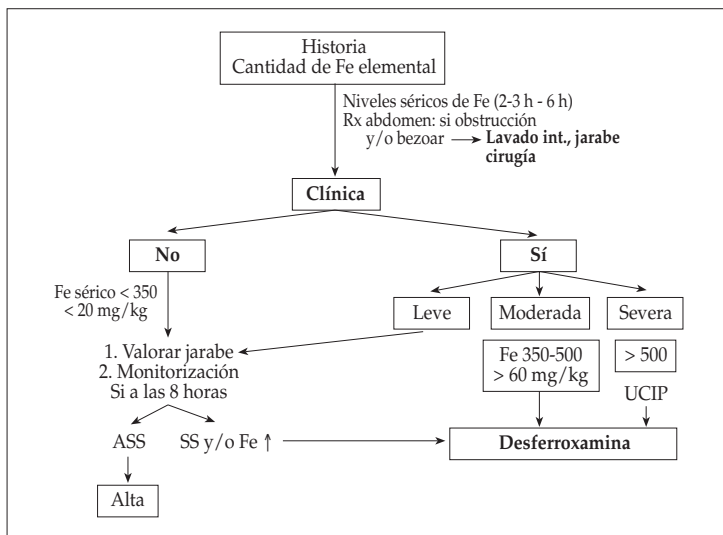 Historia
Cantidad de Fe elemental
Niveles séricos de Fe (2-3 h - 6 h)
Rx abdomen: si obstrucción
y/o bezoar → Lavado int., jarabe
cirugía
Clínica
No
Sí
Fe sérico < 350
< 20 mg/kg
Leve
Moderada
Severa
1. Valorar jarabe
2. Monitorización
Si a las 8 horas
Fe 350-500
> 60 mg/kg
> 500
UCIP
ASS
SS y/o Fe ↑
Desferroxamina
Alta